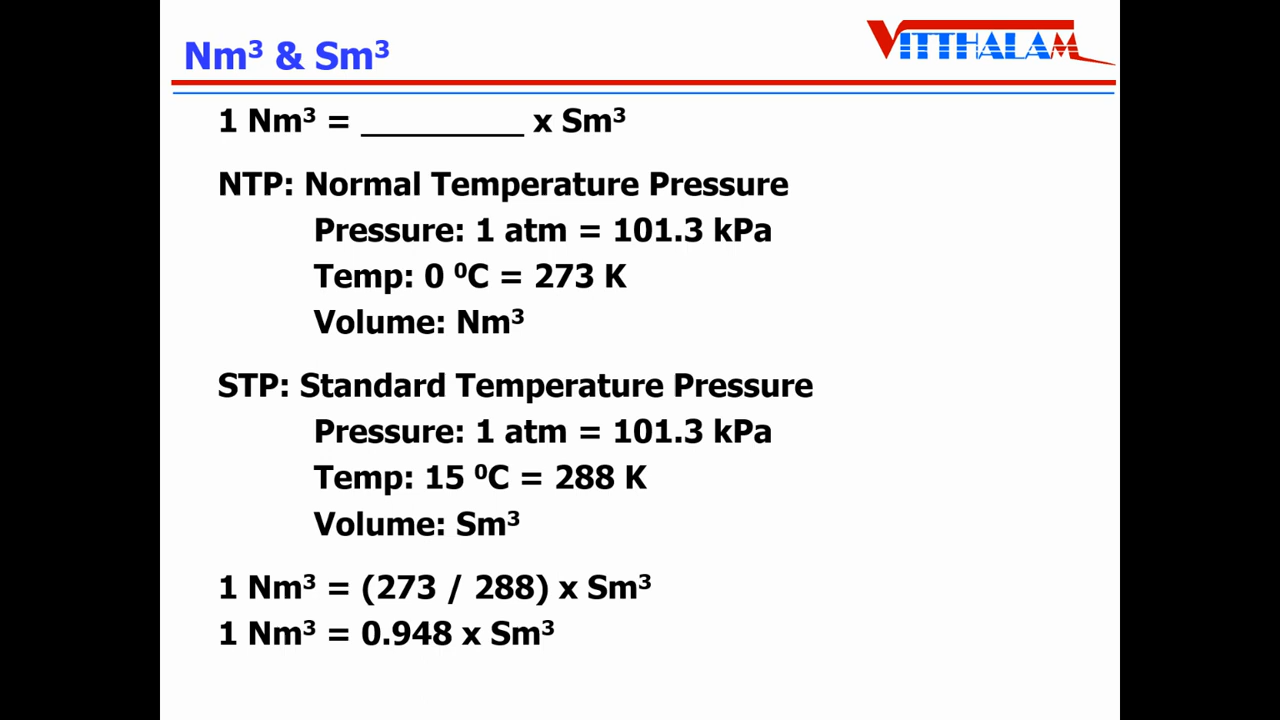 Nm³ & Sm³
VITTHALAM
1 Nm³ = _________ x Sm³
NTP: Normal Temperature Pressure
Pressure: 1 atm = 101.3 kPa
Temp: 0 ⁰C = 273 K
Volume: Nm³
STP: Standard Temperature Pressure
Pressure: 1 atm = 101.3 kPa
Temp: 15 ⁰C = 288 K
Volume: Sm³
1 Nm³ = (273 / 288) x Sm³
1 Nm³ = 0.948 x Sm³